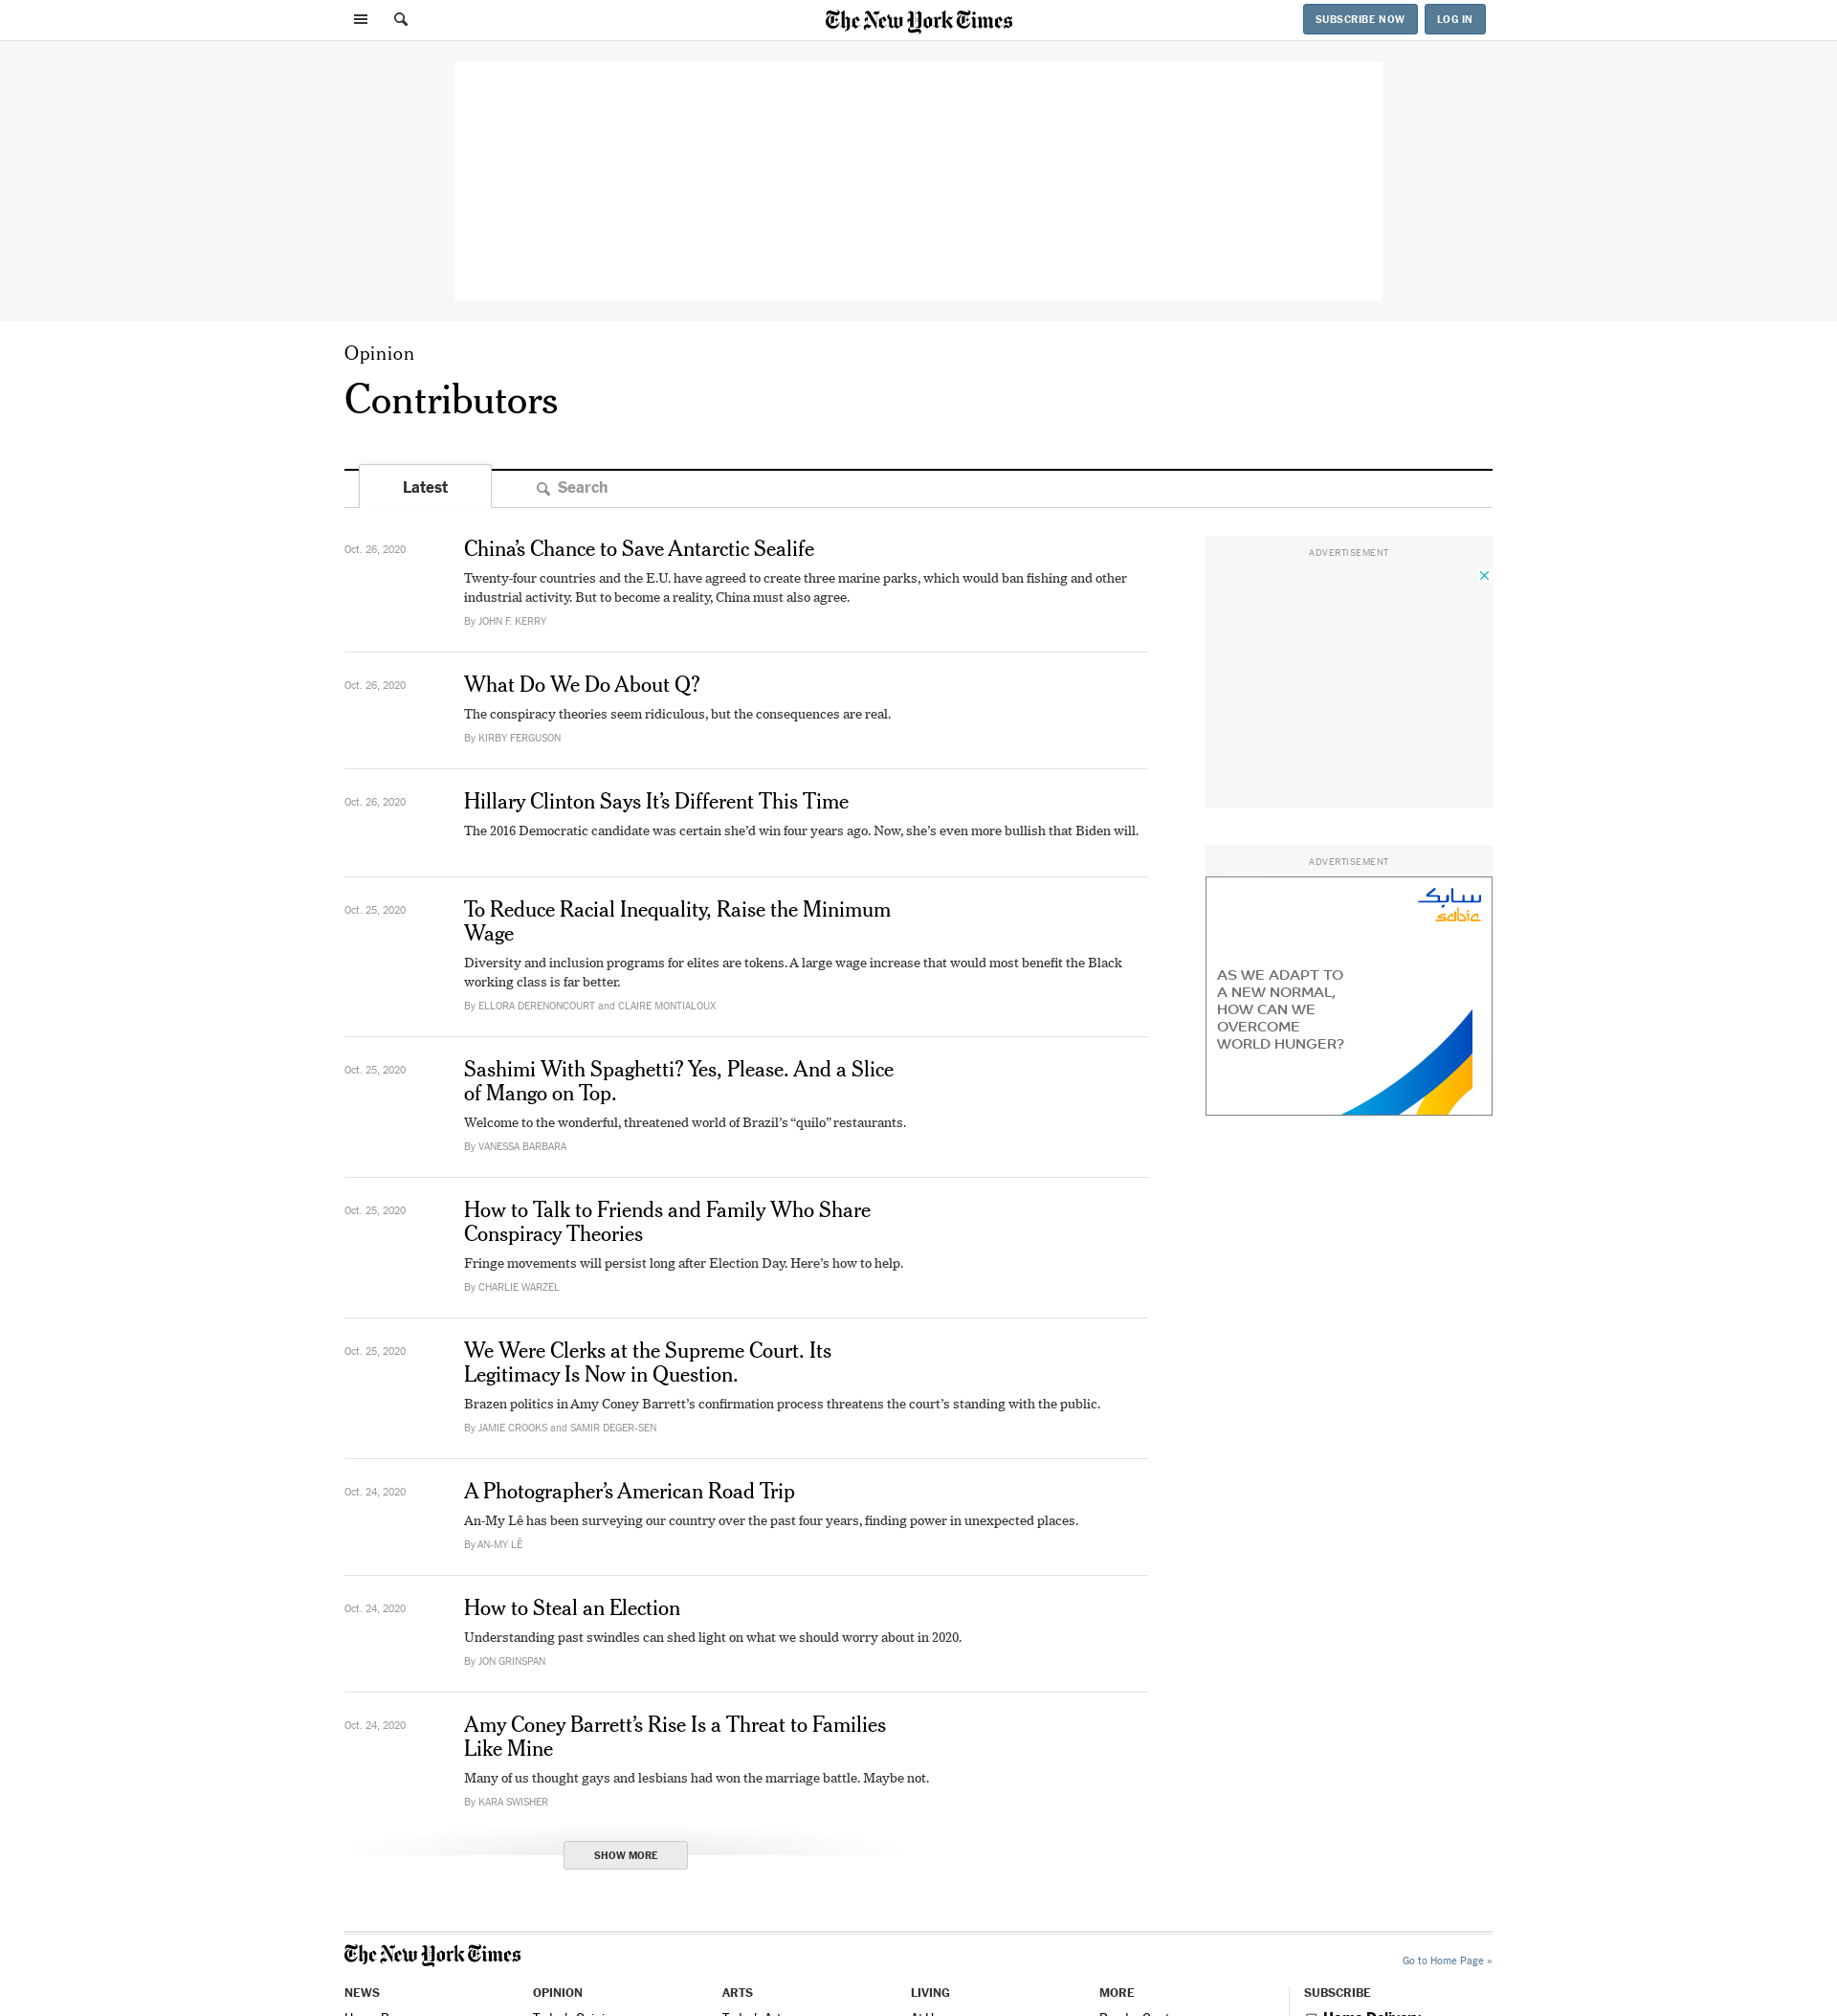 The New York Times
SUBSCRIBE NOW
LOG IN
Opinion
Contributors
Latest
Search
Oct. 26, 2020
China’s Chance to Save Antarctic Sealife
Twenty-four countries and the E.U. have agreed to create three marine parks, which would ban fishing and other
industrial activity. But to become a reality, China must also agree.
By JOHN F. KERRY
Oct. 26, 2020
What Do We Do About Q?
The conspiracy theories seem ridiculous, but the consequences are real.
By KIRBY FERGUSON
Oct. 26, 2020
Hillary Clinton Says It’s Different This Time
The 2016 Democratic candidate was certain she’d win four years ago. Now, she’s even more bullish that Biden will.
Oct. 25, 2020
To Reduce Racial Inequality, Raise the Minimum
Wage
Diversity and inclusion programs for elites are tokens. A large wage increase that would most benefit the Black
working class is far better.
By ELLORA DERENONCOURT and CLAIRE MONTIALOUX
Oct. 25, 2020
Sashimi With Spaghetti? Yes, Please. And a Slice
of Mango on Top.
Welcome to the wonderful, threatened world of Brazil’s “quilo” restaurants.
By VANESSA BARBARA
Oct. 25, 2020
How to Talk to Friends and Family Who Share
Conspiracy Theories
Fringe movements will persist long after Election Day. Here’s how to help.
By CHARLIE WARZEL
Oct. 25, 2020
We Were Clerks at the Supreme Court. Its
Legitimacy Is Now in Question.
Brazen politics in Amy Coney Barrett’s confirmation process threatens the court’s standing with the public.
By JAMIE CROOKS and SAMIR DEGER-SEN
Oct. 24, 2020
A Photographer’s American Road Trip
An-My Lê has been surveying our country over the past four years, finding power in unexpected places.
By AN-MY LÊ
Oct. 24, 2020
How to Steal an Election
Understanding past swindles can shed light on what we should worry about in 2020.
By JON GRINSPAN
Oct. 24, 2020
Amy Coney Barrett’s Rise Is a Threat to Families
Like Mine
Many of us thought gays and lesbians had won the marriage battle. Maybe not.
By KARA SWISHER
SHOW MORE
ADVERTISEMENT
ADVERTISEMENT
سابك
sabic
AS WE ADAPT TO
A NEW NORMAL,
HOW CAN WE
OVERCOME
WORLD HUNGER?
The New York Times
Go to Home Page »
NEWS
OPINION
ARTS
LIVING
MORE
SUBSCRIBE
Home Delivery